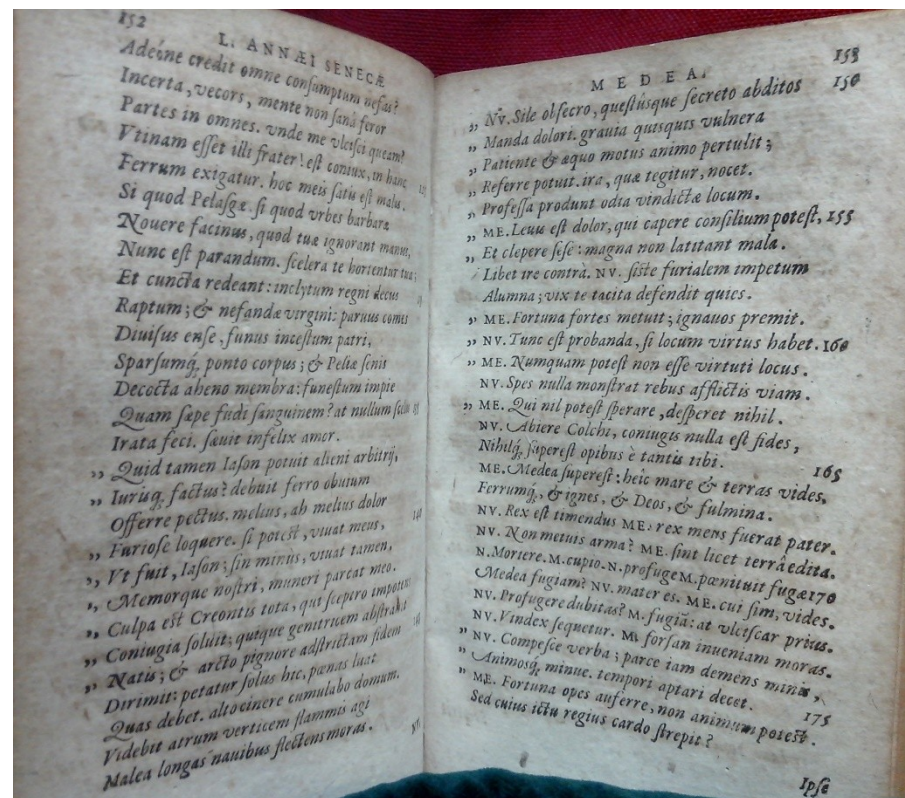 152
L. ANNÆI SENECÆ
Adeóne credit omne consumptum nefas?
Incerta, vecors, mente non sanâ feror
Partes in omnes. vnde me vlcisci queam?
Vtinam esset illi frater! est coniux, in hanc
Ferrum exigatur. hoc meis satis est malis.
Si quod Pelasgæ. si quod vrbes barbaræ
Nouere facinus, quod tuæ ignorant manus,
Nunc est parandum. scelera te hortentur tua;
Et cuncta redeant: inclytum regni decus
Raptum; & nefandæ virginis paruus comes
Diuisus ense. funus incestum patri,
Sparsumq́, ponto corpus; & Peliæ senis
Decocta aheno membra: funestum impie
Quam sæpe fudi sanguinem? at nullum scelus
Irata feci. sæuit infelix amor.
„ Quid tamen Iason potuit alieni arbitrij,
„ Iurisq́, factus? debuit ferro obuium
Offerre pectus. melius, ah melius dolor
„ Furiose loquere. si potest, viuat meus,
„ Vt fuit, Iason; sin minus, viuat tamen,
„ Memorque nostri, muneri parcat meo.
„ Culpa est Creontis tota, qui sceptro impotens
„ Coniugia soluit; quique genitricem abstrahit
„ Natis; & arcto pignore adstrictam fidem
Dirimit: petatur solus hic, pœnas luat
Quas debet. alto cinere cumulabo domum.
Videbit atrum verticem flammis agi
Malea longas nauibus flectens moras.
MEDEA.
153
„ NV. Sile obsecro, questúsque secreto abditos 150
„ Manda dolori. grauia quisquis vulnera
„ Patiente & æquo motus animo pertulit;
„ Referre potuit. ira, quæ tegitur, nocet.
„ Professa produnt odia vindictæ locum.
„ ME. Leuis est dolor, qui capere consilium potest, 155
„ Et clepere sese: magna non latitant mala.
Libet ire contrà. NV. siste furialem impetum
Alumna; vix te tacita defendit quies.
„ ME. Fortuna fortes metuit; ignauos premit.
„ NV. Tunc est probanda, si locum virtus habet. 160
„ ME. Numquam potest non esse virtuti locus.
NV. Spes nulla monstrat rebus afflictis viam.
„ ME. Qui nil potest sperare, desperet nihil.
NV. Abiere Colchi, coniugis nulla est fides,
Nihilq́, superest opibus è tantis tibi.
ME. Medea superest: heîc mare & terras vides, 165
Ferrumq́, & ignes, & Deos, & fulmina.
NV. Rex est timendus ME. rex meus fuerat pater.
NV. Non metuis arma? ME. sint licet terrâ edita.
N. Moriere. M. cupio. N. profuge M. pœnituit fugæ 170
Medea fugiam? NV. mater es. ME. cui sim, vides.
NV. Profugere dubitas? M. fugiã: at vlciscar prius.
NV. Vindex sequetur. M. forsan inueniam moras.
„ NV. Compesce verba; parce iam demens minis,
„ Animosq́, minue. tempori aptari decet. 175
„ ME. Fortuna opes auferre, non animum potest.
Sed cuius ictu regius cardo strepit?
Ipse